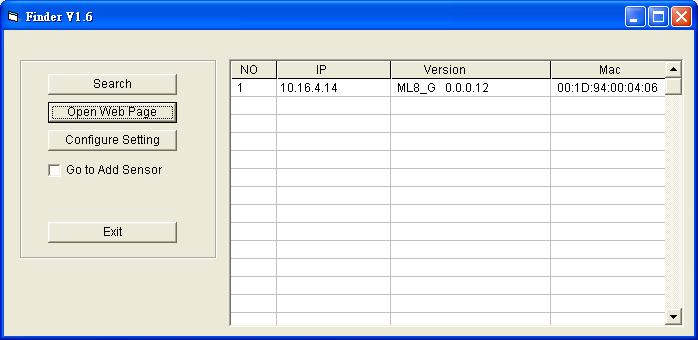 Finder V1.6
Search
Open Web Page
Configure Setting
Go to Add Sensor
Exit
NO IP Version Mac
1 10.16.4.14 ML8_G 0.0.0.12 00:1D:94:00:04:06